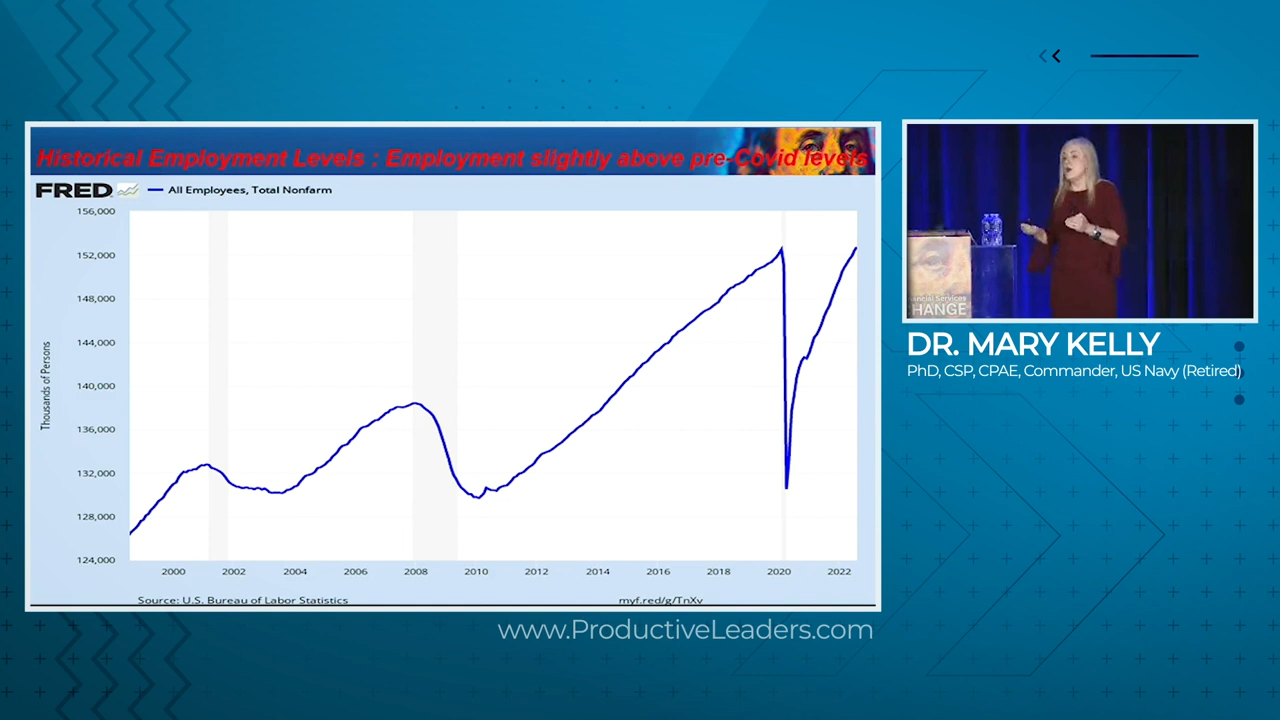 Historical Employment Levels : Employment slightly above pre-Covid levels
FRED
All Employees, Total Nonfarm
156,000
152,000
148,000
144,000
140,000
136,000
132,000
128,000
124,000
Thousands of Persons
2000 2002 2004 2006 2008 2010 2012 2014 2016 2018 2020 2022
Source: U.S. Bureau of Labor Statistics
myf.red/g/TnXv
Services
HANGE
DR. MARY KELLY
PhD, CSP, CPAE, Commander, US Navy (Retired)
www.ProductiveLeaders.com